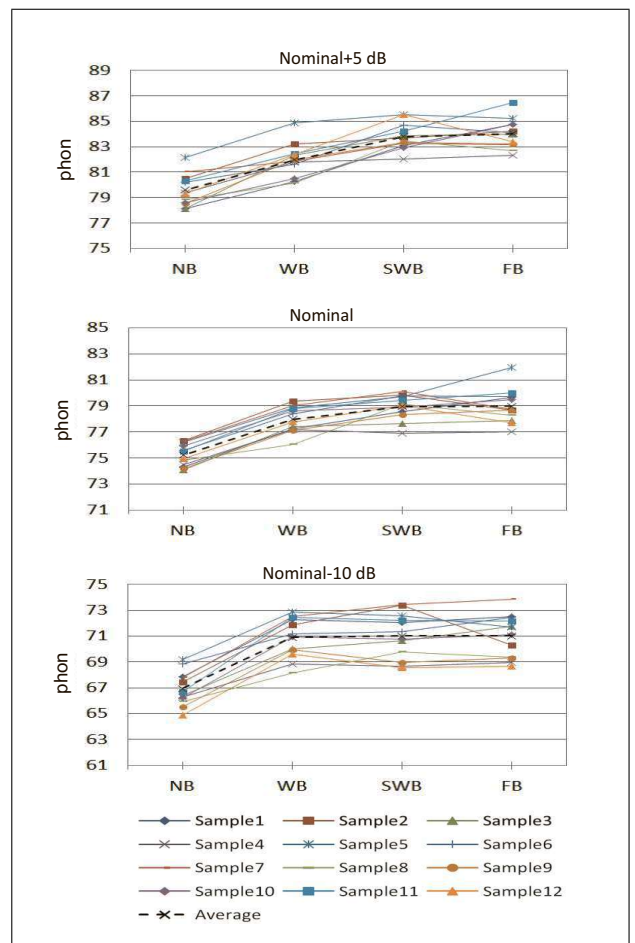 Nominal+5 dB
89
87
85
83
81
79
77
75
phon
NB WB SWB FB
Nominal
85
83
81
79
77
75
73
71
NB WB SWB FB
Nominal-10 dB
75
73
71
69
67
65
63
61
phon
NB WB SWB FB
Sample1 Sample2 Sample3
Sample4 Sample5 Sample6
Sample7 Sample8 Sample9
Sample10 Sample11 Sample12
Average